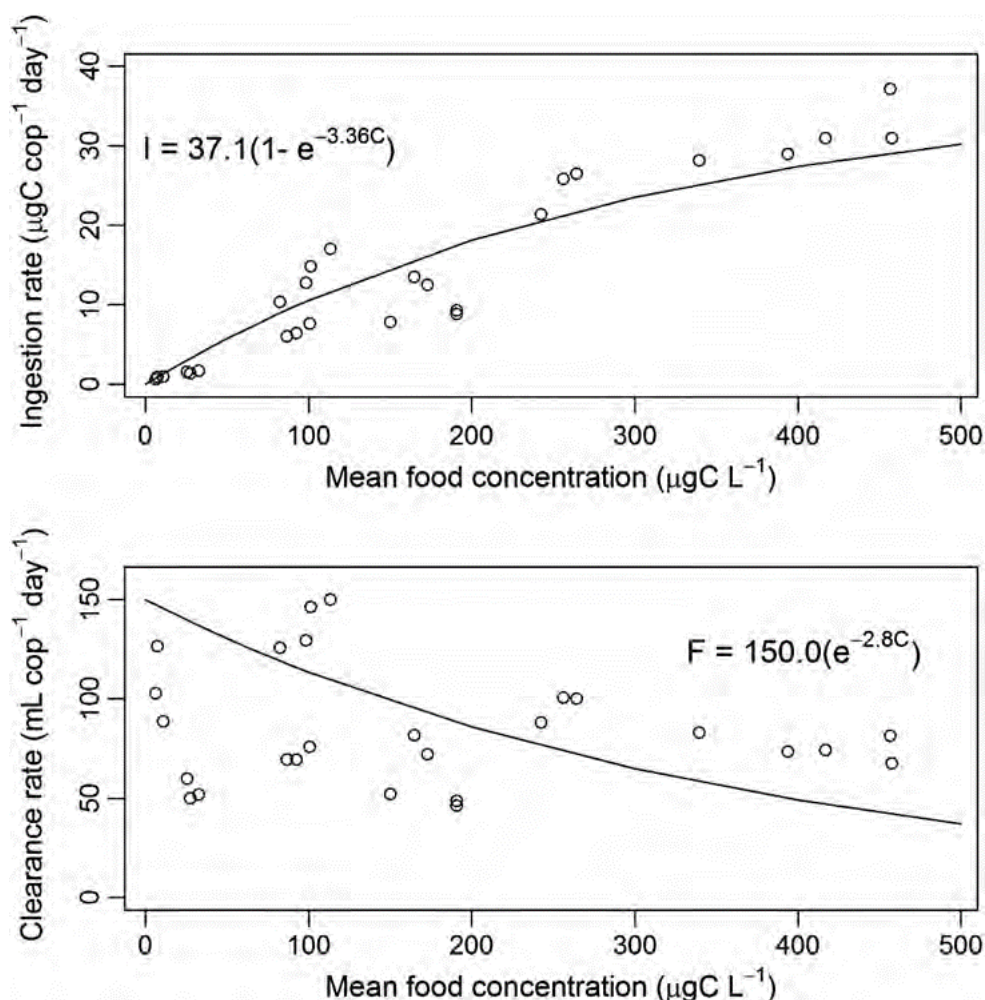 Ingestion rate (μgC cop⁻¹ day⁻¹)
40
30
20
10
0
I = 37.1(1- e⁻³·³⁶ᶜ)
0 100 200 300 400 500
Mean food concentration (μgC L⁻¹)
Clearance rate (mL cop⁻¹ day⁻¹)
150
100
50
0
F = 150.0(e⁻²·⁸ᶜ)
0 100 200 300 400 500
Mean food concentration (μgC L⁻¹)